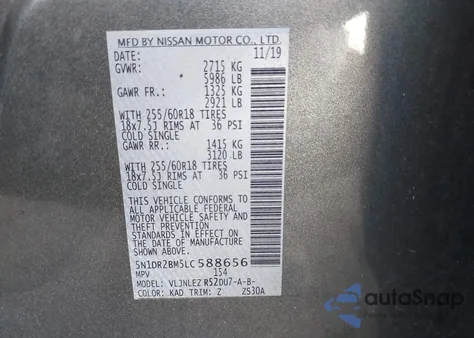 MFD BY NISSAN MOTOR CO., LTD.
DATE: 11/19
GVWR: 2715 KG
5986 LB
GAWR FR.: 1325 KG
2921 LB
WITH 255/60R18 TIRES
18x7.5J RIMS AT 36 PSI
COLD SINGLE
GAWR RR.: 1415 KG
3120 LB
WITH 255/60R18 TIRES
18x7.5J RIMS AT 36 PSI
COLD SINGLE
THIS VEHICLE CONFORMS TO
ALL APPLICABLE FEDERAL
MOTOR VEHICLE SAFETY AND
THEFT PREVENTION
STANDARDS IN EFFECT ON
THE DATE OF MANUFACTURE
SHOWN ABOVE.
5N1DR2BM5LC588656
MPV 154
MODEL: VLJNLEZ R52DU7-A-B-
COLOR: KAD TRIM: Z ZS30A
autoSnap